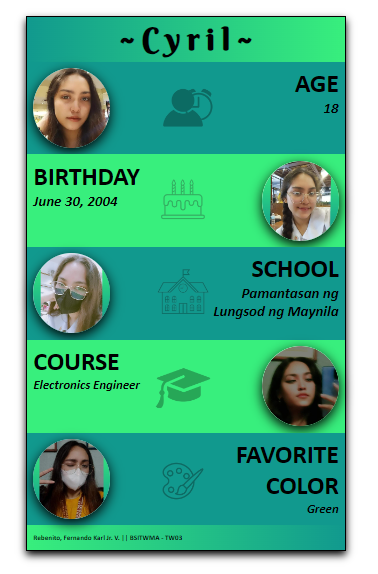 ~Cyril~
AGE
18
BIRTHDAY
June 30, 2004
SCHOOL
Pamantasan ng
Lungsod ng Maynila
COURSE
Electronics Engineer
FAVORITE
COLOR
Green
Rebenito, Fernando Karl Jr. V. || BSITWMA - TW03